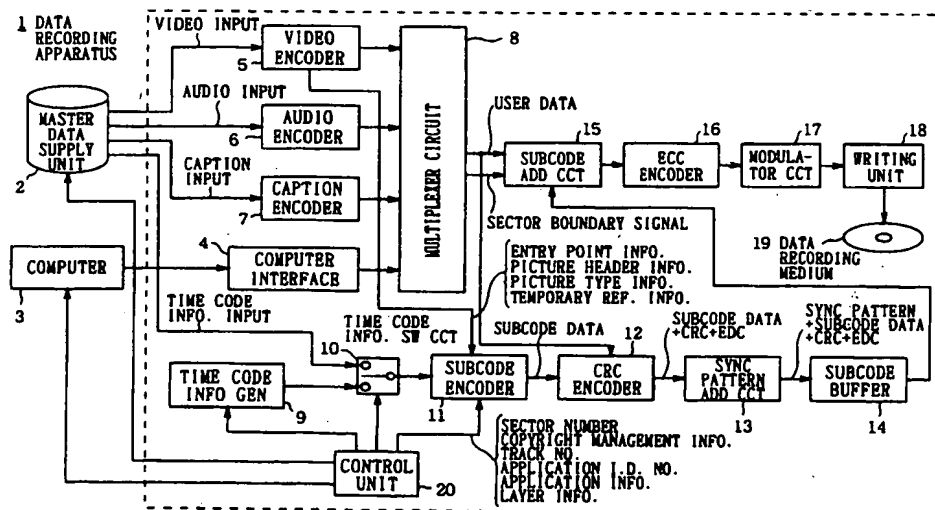 1 DATA
RECORDING
APPARATUS
VIDEO INPUT
VIDEO
ENCODER
5
8
AUDIO INPUT
AUDIO
ENCODER
6
MASTER
DATA
SUPPLY
UNIT
2
CAPTION
INPUT
CAPTION
ENCODER
7
MULTIPLEXER CIRCUIT
USER DATA
15
SUBCODE
ADD CCT
16
ECC
ENCODER
17
MODULA-
TOR CCT
18
WRITING
UNIT
SECTOR BOUNDARY SIGNAL
19 DATA
RECORDING
MEDIUM
COMPUTER
3
4
COMPUTER
INTERFACE
ENTRY POINT INFO.
PICTURE HEADER INFO.
PICTURE TYPE INFO.
TEMPORARY REF. INFO.
TIME CODE
INFO. INPUT
TIME CODE
INFO. SW CCT
10
SUBCODE DATA
12
SUBCODE DATA
+CRC+EDC
SYNC PATTERN
+SUBCODE DATA
+CRC+EDC
TIME CODE
INFO GEN
9
SUBCODE
ENCODER
11
CRC
ENCODER
SYNC
PATTERN
ADD CCT
13
SUBCODE
BUFFER
14
CONTROL
UNIT
20
SECTOR NUMBER
COPYRIGHT MANAGEMENT INFO.
TRACK NO.
APPLICATION I.D. NO.
APPLICATION INFO.
LAYER INFO.